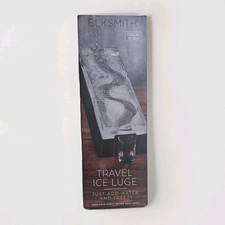 ELKSMITH
TRAVEL
ICE LUGE
JUST ADD WATER
AND FREEZE